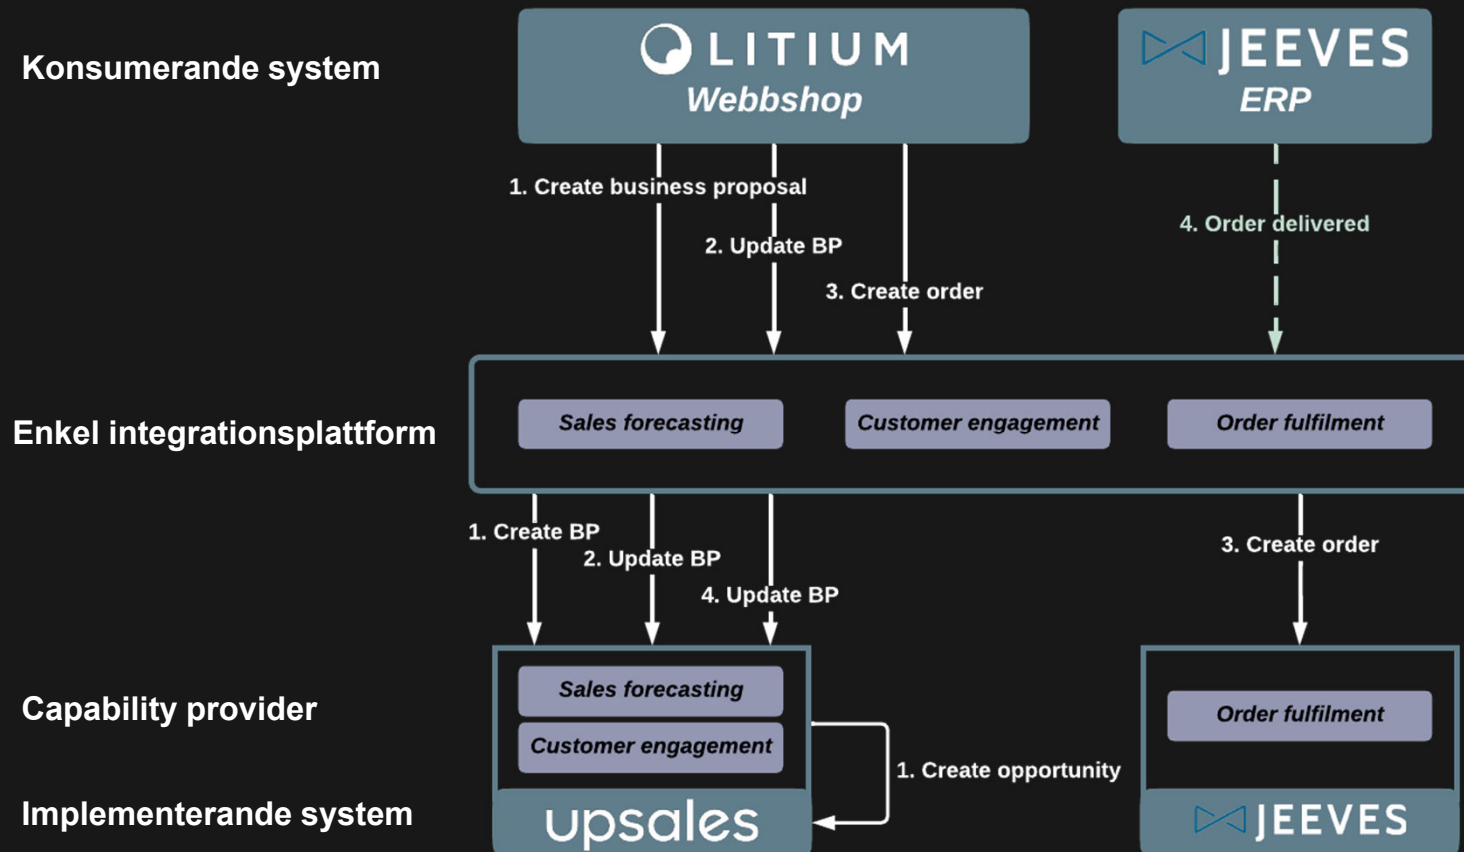 Konsumerande system
LITIUM
Webbshop
JEEVES
ERP
1. Create business proposal
2. Update BP
3. Create order
4. Order delivered
Enkel integrationsplattform
Sales forecasting
Customer engagement
Order fulfilment
1. Create BP
2. Update BP
4. Update BP
3. Create order
Capability provider
Sales forecasting
Customer engagement
Order fulfilment
1. Create opportunity
Implementerande system
upsales
JEEVES